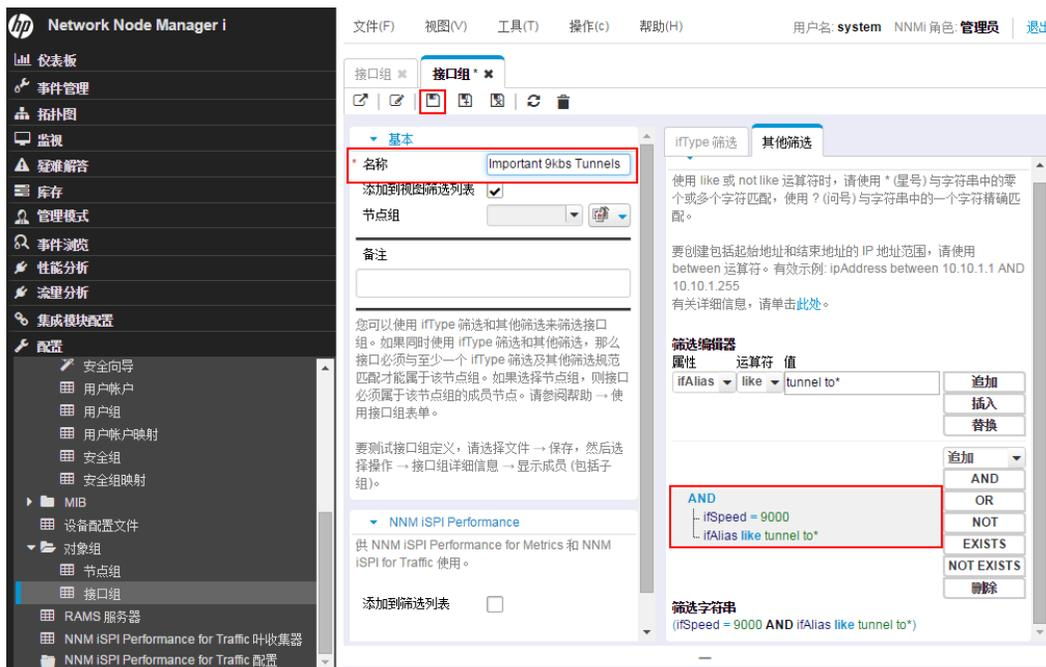 hp Network Node Manager i
文件(F) 视图(V) 工具(T) 操作(c) 帮助(H) 用户名: system NNMi 角色: 管理员 退出
仪表板
事件管理
拓扑图
监视
疑难解答
库存
管理模式
事件浏览
性能分析
流量分析
集成模块配置
配置
安全向导
用户帐户
用户组
用户帐户映射
安全组
安全组映射
MIB
设备配置文件
对象组
节点组
接口组
RAMS 服务器
NNM iSPI Performance for Traffic 叶收集器
NNM iSPI Performance for Traffic 配置
接口组 接口组 *
基本
* 名称 Important 9kbs Tunnels
添加到视图筛选列表
节点组
备注
您可以使用 ifType 筛选和其他筛选来筛选接口
组。如果同时使用 ifType 筛选和其他筛选，那么
接口必须与至少一个 ifType 筛选及其他筛选规范
匹配才能属于该节点组。如果选择节点组，则接口
必须属于该节点组的成员节点。请参阅帮助 → 使
用接口组表单。
要测试接口组定义，请选择文件 → 保存，然后选
择操作 → 接口组详细信息 → 显示成员 (包括子
组)。
NNM iSPI Performance
供 NNM iSPI Performance for Metrics 和 NNM
iSPI for Traffic 使用。
添加到筛选列表
ifType 筛选 其他筛选
使用 like 或 not like 运算符时，请使用 * (星号) 与字符串中的零
个或多个字符匹配，使用 ? (问号) 与字符串中的一个字符精确匹
配。
要创建包括起始地址和结束地址的 IP 地址范围，请使用
between 运算符。有效示例: ipAddress between 10.10.1.1 AND
10.10.1.255
有关详细信息，请单击此处。
筛选编辑器
属性 运算符 值
ifAlias like tunnel to* 追加
插入
替换
追加
AND
OR
NOT
EXISTS
NOT EXISTS
删除
AND
ifSpeed = 9000
ifAlias like tunnel to*
筛选字符串
(ifSpeed = 9000 AND ifAlias like tunnel to*)